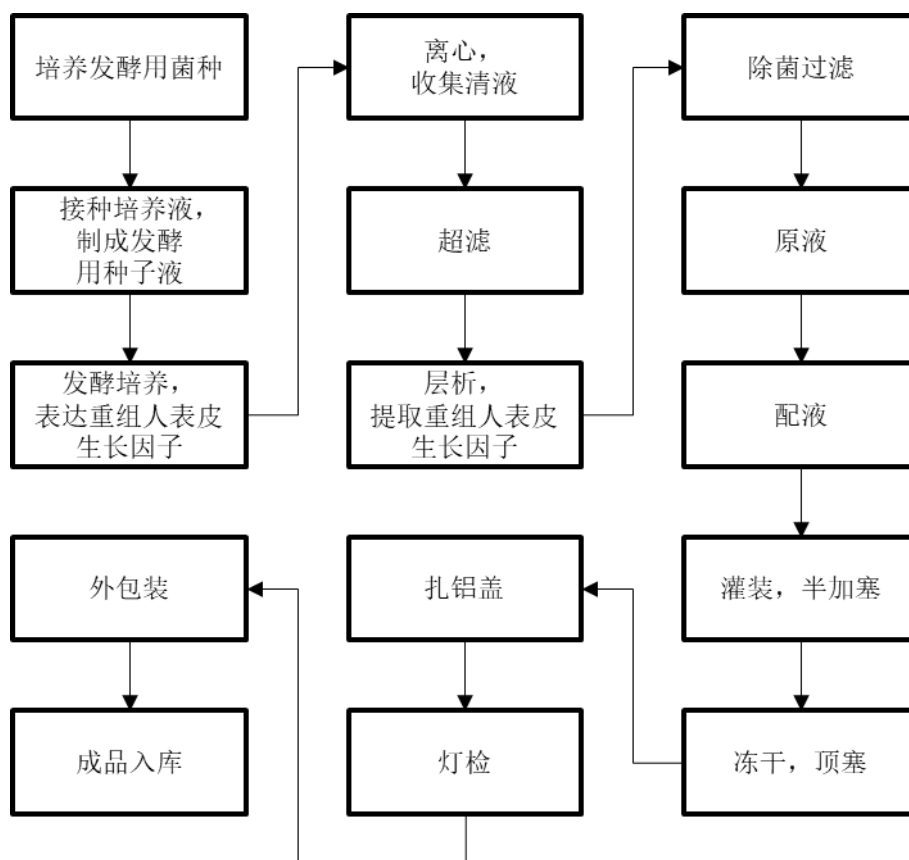 培养发酵用菌种
接种培养液，
制成发酵
用种子液
发酵培养，
表达重组人表皮
生长因子
离心，
收集清液
超滤
层析，
提取重组人表皮
生长因子
除菌过滤
原液
配液
灌装，半加塞
冻干，顶塞
扎铝盖
灯检
外包装
成品入库